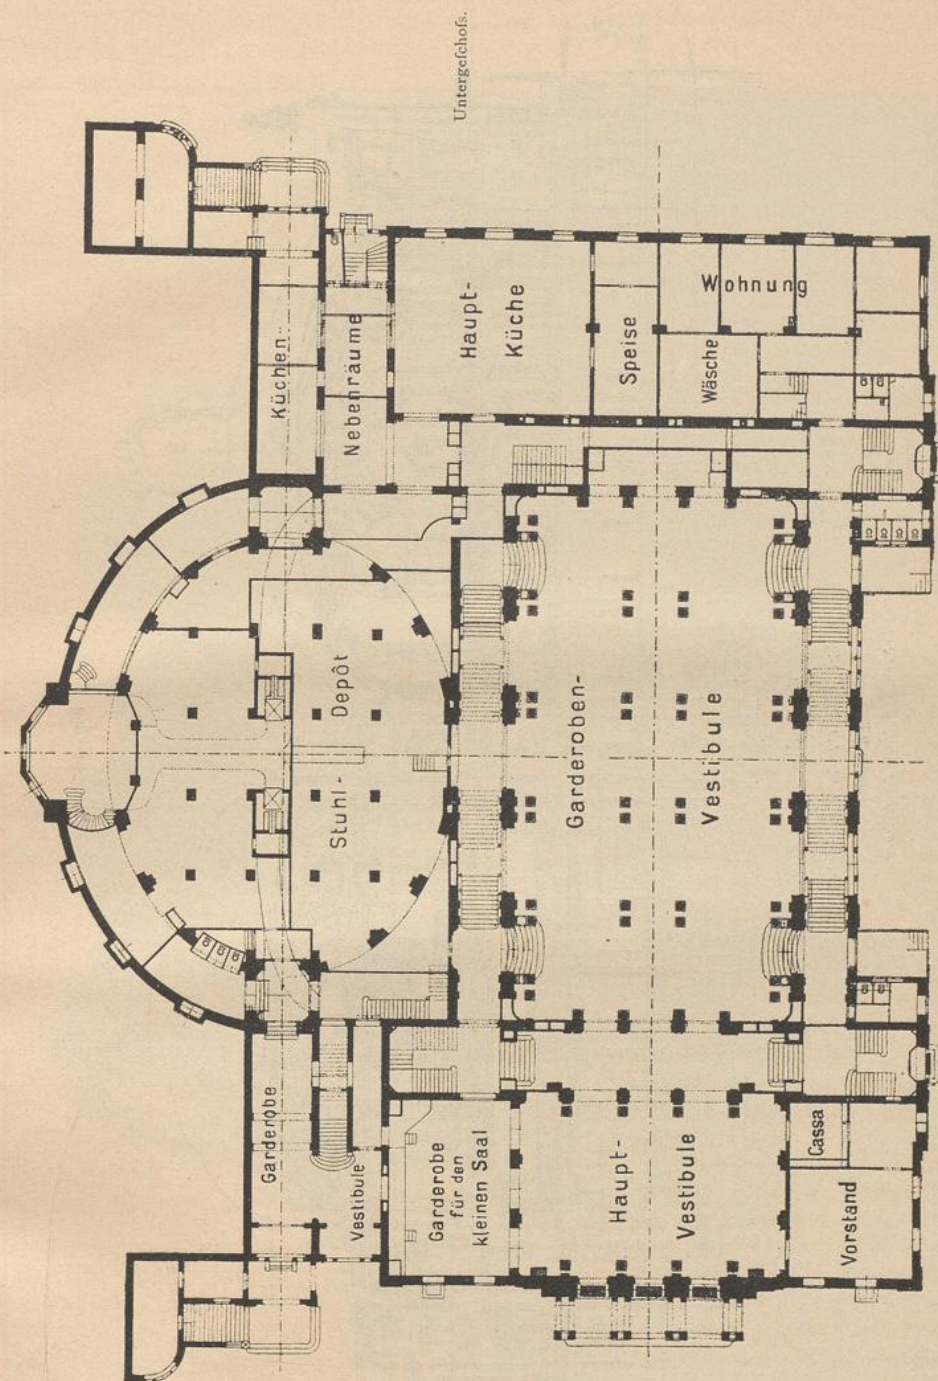 Untergeſchoſs.
Küchen-
Nebenräume
Haupt-
Küche
Speise
Wäsche
Wohnung
Stuhl- Depôt
Garderoben-
Vestibule
Garderobe
Vestibule
Garderobe
für den
kleinen Saal
Haupt-
Vestibule
Cassa
Vorstand